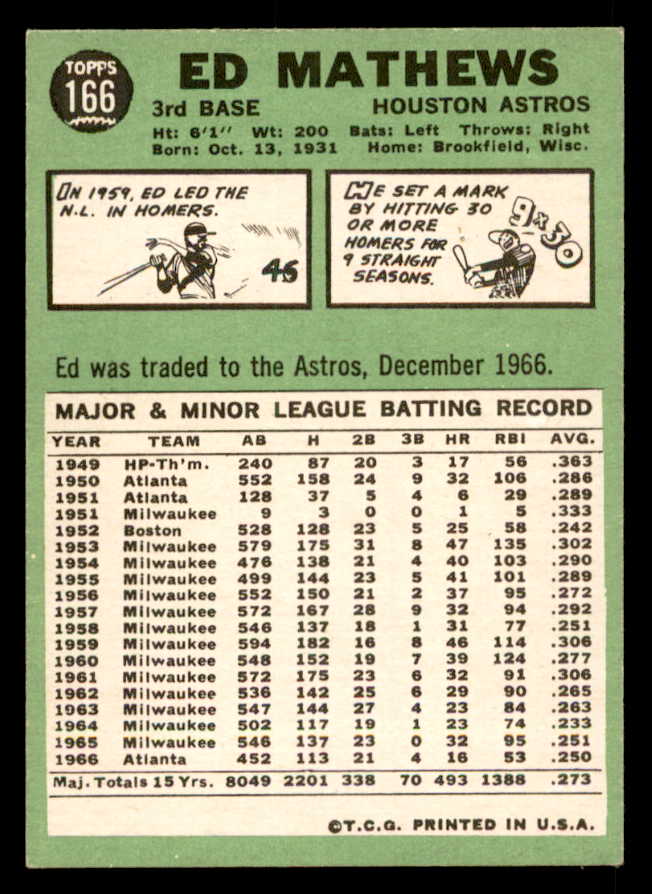 TOPPS
166
ED MATHEWS
3rd BASE HOUSTON ASTROS
Ht: 6'1" Wt: 200 Bats: Left Throws: Right
Born: Oct. 13, 1931 Home: Brookfield, Wisc.
IN 1959, ED LED THE
N.L. IN HOMERS.
46
HE SET A MARK
BY HITTING 30
OR MORE
HOMERS FOR
9 STRAIGHT
SEASONS.
9 x 30
Ed was traded to the Astros, December 1966.
MAJOR & MINOR LEAGUE BATTING RECORD
YEAR TEAM AB H 2B 3B HR RBI AVG.
1949 HP-Th'm. 240 87 20 3 17 56 .363
1950 Atlanta 552 158 24 9 32 106 .286
1951 Atlanta 128 37 5 4 6 29 .289
1951 Milwaukee 9 3 0 0 1 5 .333
1952 Boston 528 128 23 5 25 58 .242
1953 Milwaukee 579 175 31 8 47 135 .302
1954 Milwaukee 476 138 21 4 40 103 .290
1955 Milwaukee 499 144 23 5 41 101 .289
1956 Milwaukee 552 150 21 2 37 95 .272
1957 Milwaukee 572 167 28 9 32 94 .292
1958 Milwaukee 546 137 18 1 31 77 .251
1959 Milwaukee 594 182 16 8 46 114 .306
1960 Milwaukee 548 152 19 7 39 124 .277
1961 Milwaukee 572 175 23 6 32 91 .306
1962 Milwaukee 536 142 25 6 29 90 .265
1963 Milwaukee 547 144 27 4 23 84 .263
1964 Milwaukee 502 117 19 1 23 74 .233
1965 Milwaukee 546 137 23 0 32 95 .251
1966 Atlanta 452 113 21 4 16 53 .250
Maj. Totals 15 Yrs. 8049 2201 338 70 493 1388 .273
©T.C.G. PRINTED IN U.S.A.